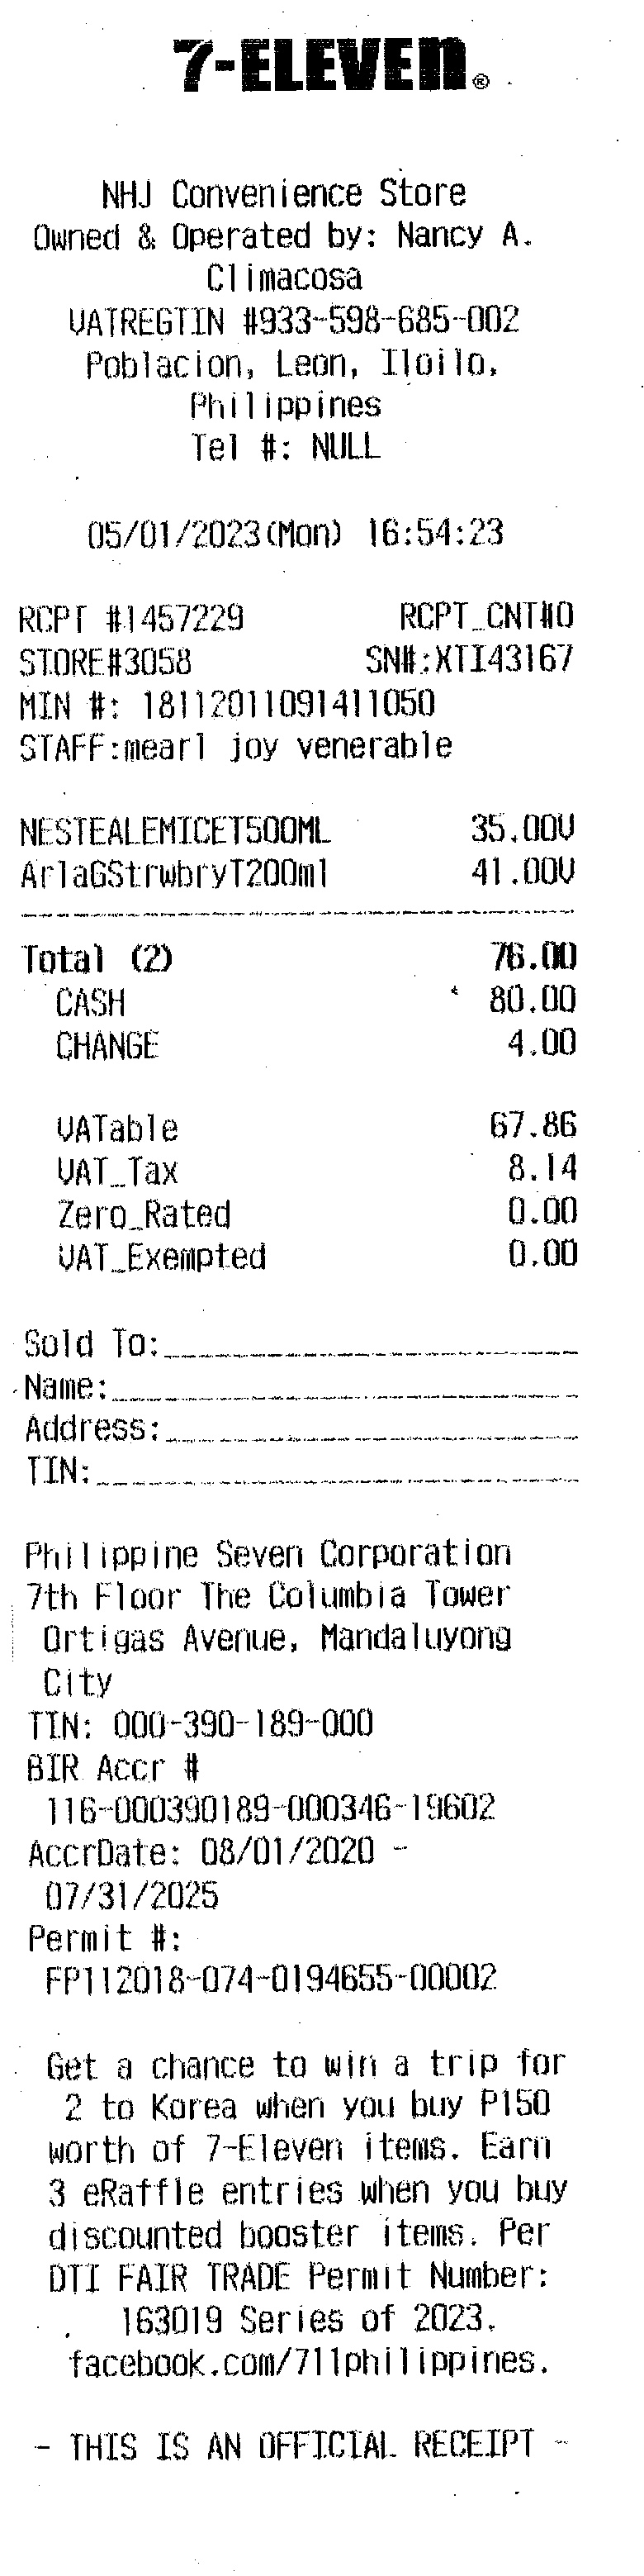 7-ELEVEN®
NHJ Convenience Store
Owned & Operated by: Nancy A.
Climacosa
VATREGTIN #933-598-685-002
Poblacion, Leon, Iloilo,
Philippines
Tel #: NULL
05/01/2023(Mon) 16:54:23
RCPT #1457229 RCPT_CNT#0
STORE#3058 SN#:XTI43167
MIN #: 18112011091411050
STAFF:mearl joy venerable
NESTEALEMICET500ML 35.00V
ArlaGStrwbryT200ml 41.00V
Total (2) 76.00
CASH 80.00
CHANGE 4.00
VATable 67.86
VAT_Tax 8.14
Zero_Rated 0.00
VAT_Exempted 0.00
Sold To:
Name:
Address:
TIN:
Philippine Seven Corporation
7th Floor The Columbia Tower
Ortigas Avenue, Mandaluyong
City
TIN: 000-390-189-000
BIR Accr #
116-000390189-000346-19602
AccrDate: 08/01/2020 -
07/31/2025
Permit #:
FP112018-074-0194655-00002
Get a chance to win a trip for
2 to Korea when you buy P150
worth of 7-Eleven items. Earn
3 eRaffle entries when you buy
discounted booster items. Per
DTI FAIR TRADE Permit Number:
163019 Series of 2023.
facebook.com/711philippines.
- THIS IS AN OFFICIAL RECEIPT -